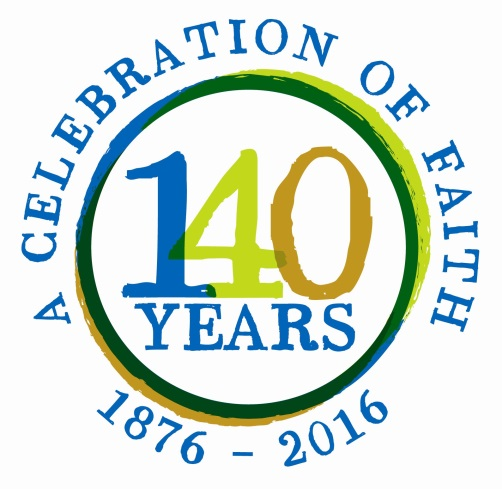 A CELEBRATION OF FAITH
140
YEARS
1876 - 2016